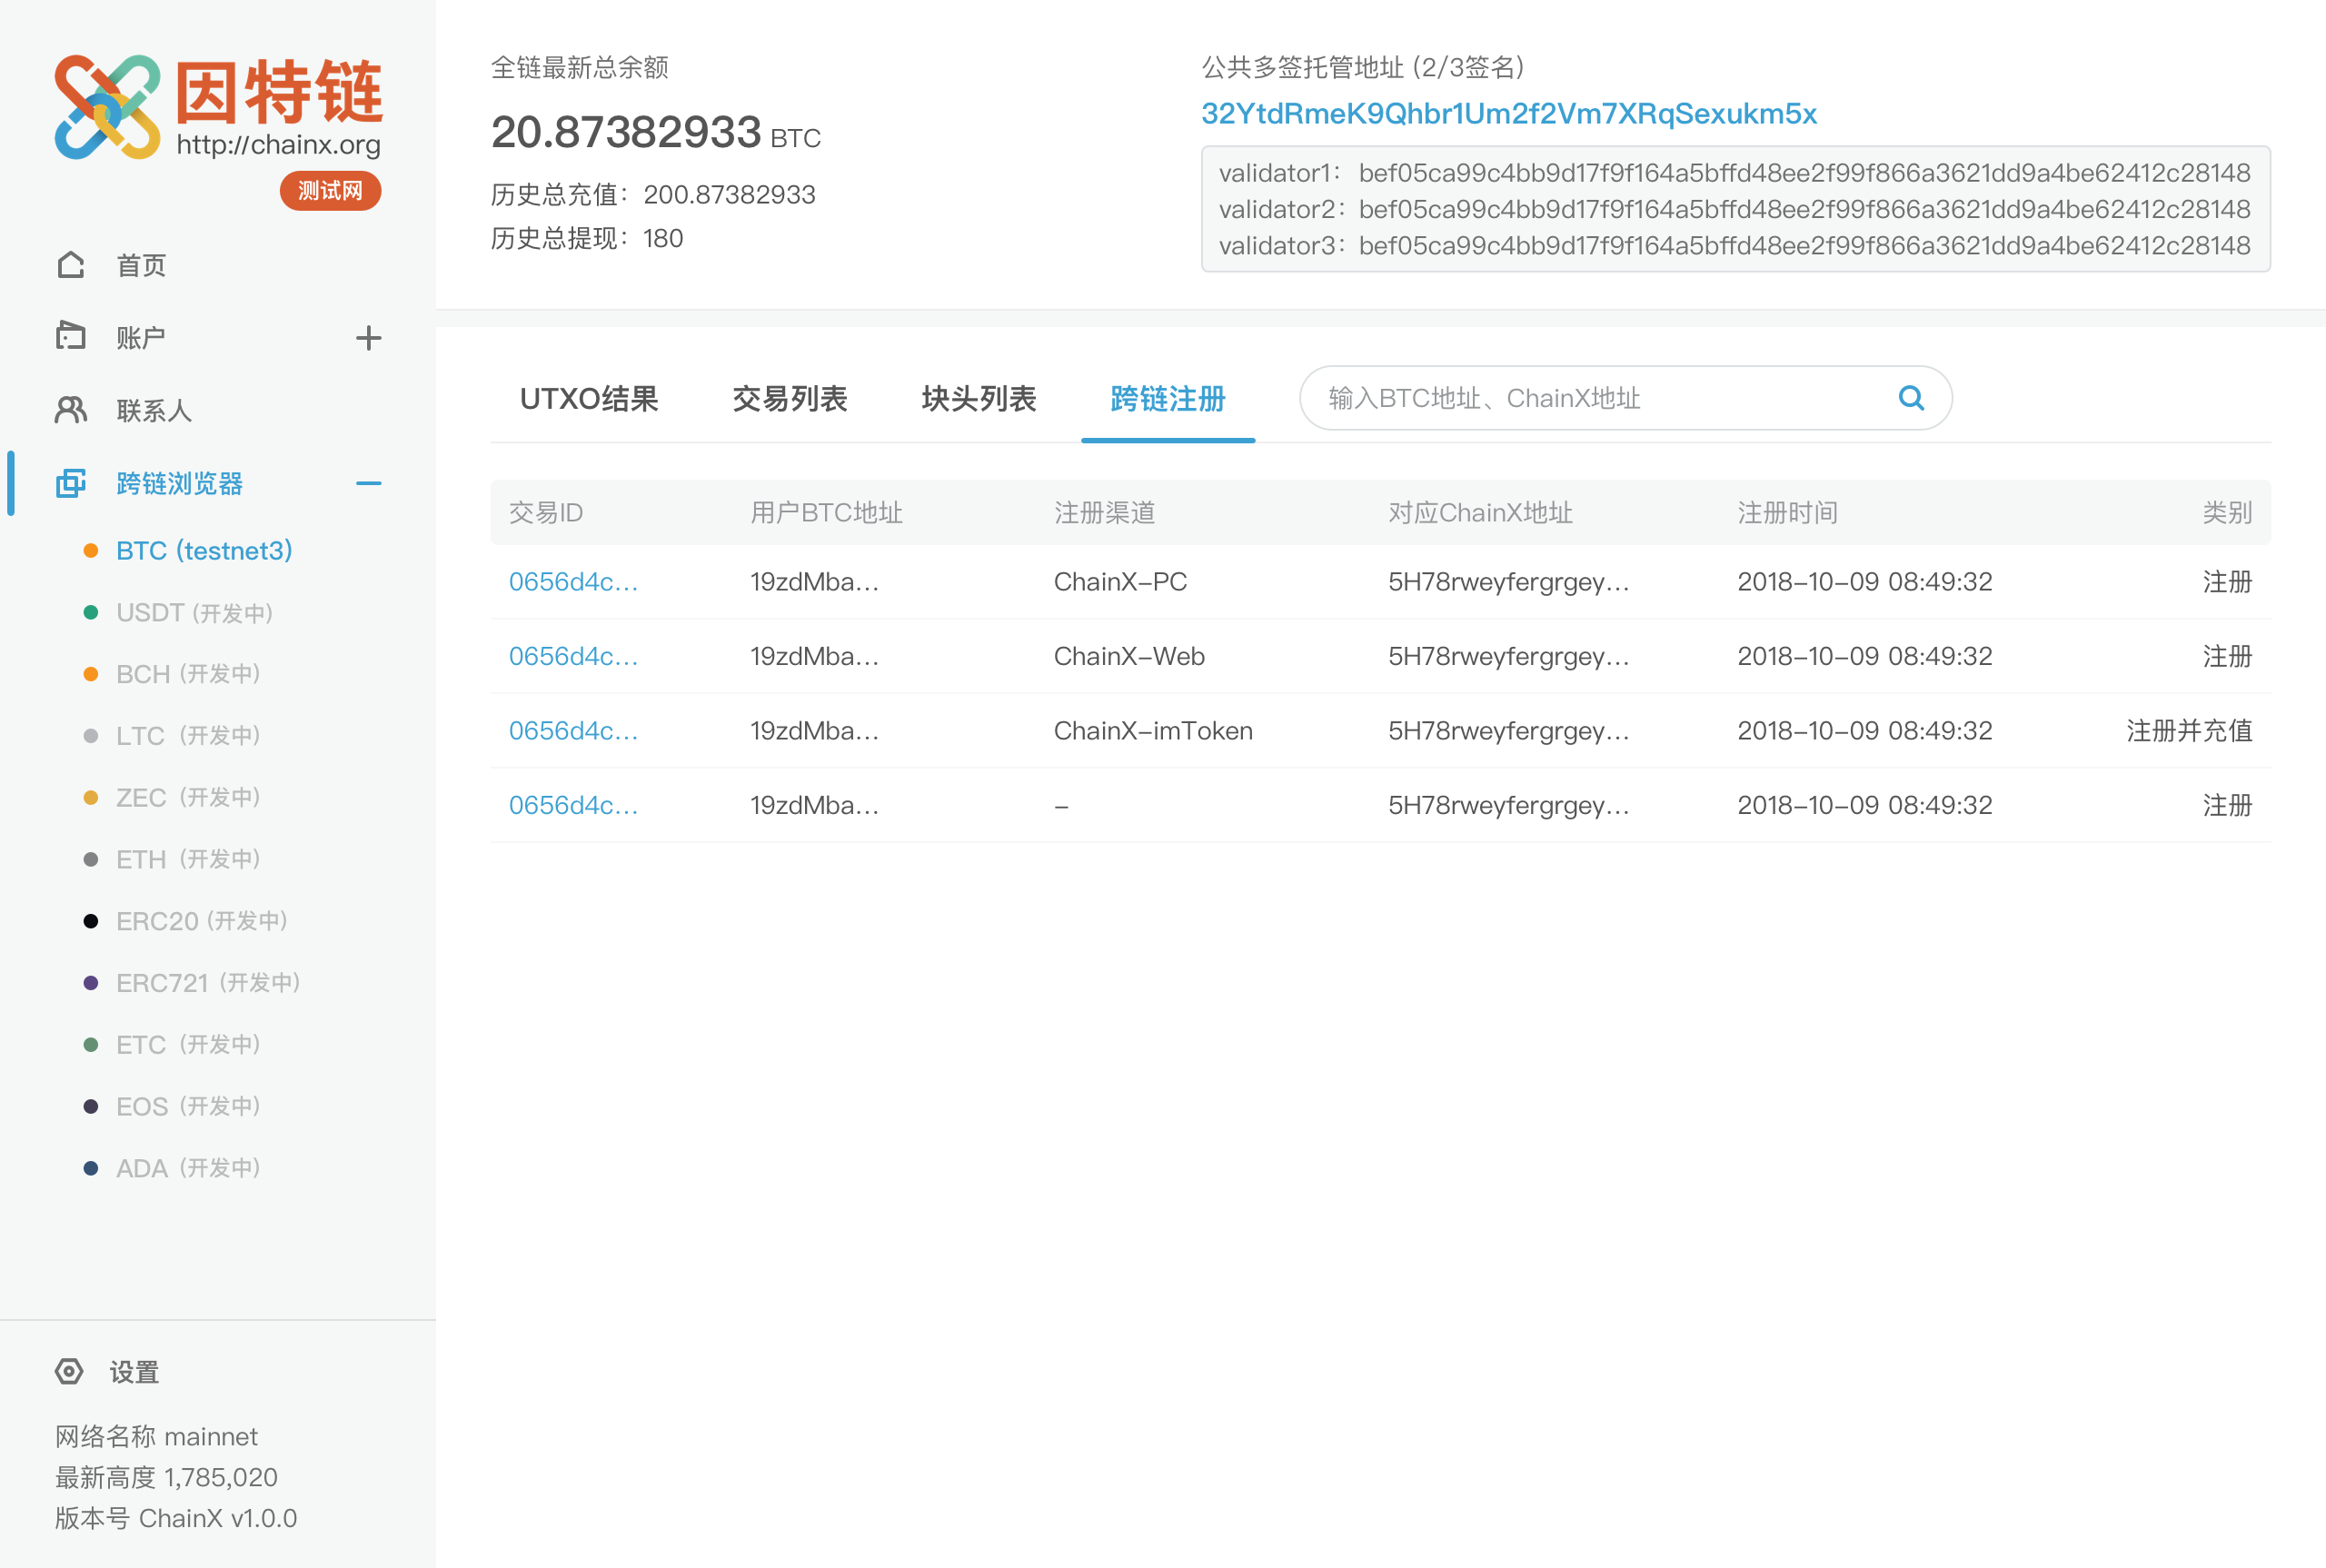 因特链
http://chainx.org
测试网
首页
账户
联系人
跨链浏览器
BTC (testnet3)
USDT (开发中)
BCH (开发中)
LTC (开发中)
ZEC (开发中)
ETH (开发中)
ERC20 (开发中)
ERC721 (开发中)
ETC (开发中)
EOS (开发中)
ADA (开发中)
设置
网络名称 mainnet
最新高度 1,785,020
版本号 ChainX v1.0.0
全链最新总余额
20.87382933 BTC
历史总充值：200.87382933
历史总提现：180
公共多签托管地址 (2/3签名)
32YtdRmeK9Qhbr1Um2f2Vm7XRqSexukm5x
validator1： bef05ca99c4bb9d17f9f164a5bffd48ee2f99f866a3621dd9a4be62412c28148
validator2：bef05ca99c4bb9d17f9f164a5bffd48ee2f99f866a3621dd9a4be62412c28148
validator3：bef05ca99c4bb9d17f9f164a5bffd48ee2f99f866a3621dd9a4be62412c28148
UTXO结果 交易列表 块头列表 跨链注册 输入BTC地址、ChainX地址
交易ID 用户BTC地址 注册渠道 对应ChainX地址 注册时间 类别
0656d4c... 19zdMba... ChainX-PC 5H78rweyfergrgey... 2018-10-09 08:49:32 注册
0656d4c... 19zdMba... ChainX-Web 5H78rweyfergrgey... 2018-10-09 08:49:32 注册
0656d4c... 19zdMba... ChainX-imToken 5H78rweyfergrgey... 2018-10-09 08:49:32 注册并充值
0656d4c... 19zdMba... - 5H78rweyfergrgey... 2018-10-09 08:49:32 注册